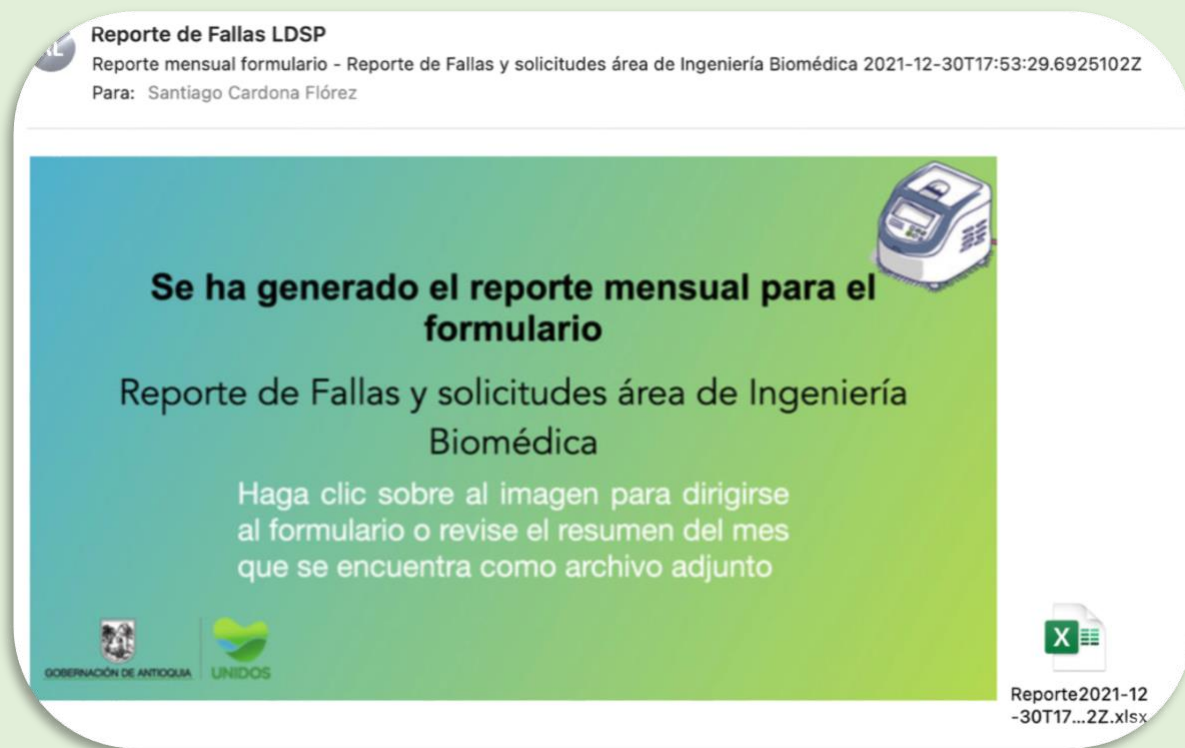 Reporte de Fallas LDSP
Reporte mensual formulario - Reporte de Fallas y solicitudes área de Ingeniería Biomédica 2021-12-30T17:53:29.6925102Z
Para: Santiago Cardona Flórez
Se ha generado el reporte mensual para el
formulario
Reporte de Fallas y solicitudes área de Ingeniería
Biomédica
Haga clic sobre al imagen para dirigirse
al formulario o revise el resumen del mes
que se encuentra como archivo adjunto
GOBERNACIÓN DE ANTIOQUIA
UNIDOS
X
Reporte2021-12
-30T17...2Z.xlsx